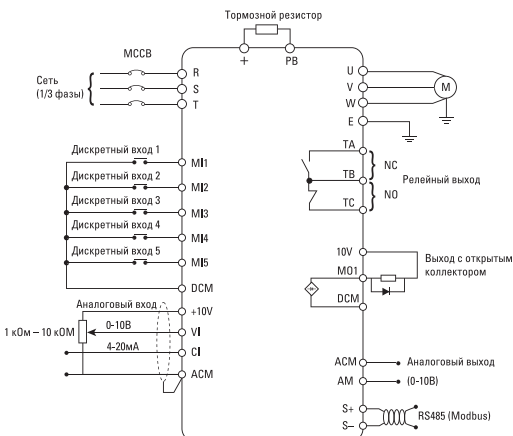 Тормозной резистор
+
PB
MCCB
Сеть
(1/3 фазы)
R
S
T
U
V
W
E
M
TA
TB
TC
NC
NO
Релейный выход
Дискретный вход 1
MI1
Дискретный вход 2
MI2
Дискретный вход 3
MI3
Дискретный вход 4
MI4
Дискретный вход 5
MI5
DCM
10V
MO1
DCM
Выход с открытым
коллектором
Аналоговый вход
+10V
0-10В
VI
1 кОм – 10 кОМ
4-20мА
CI
ACM
ACM
Аналоговый выход
AM
(0-10В)
S+
S–
RS485 (Modbus)